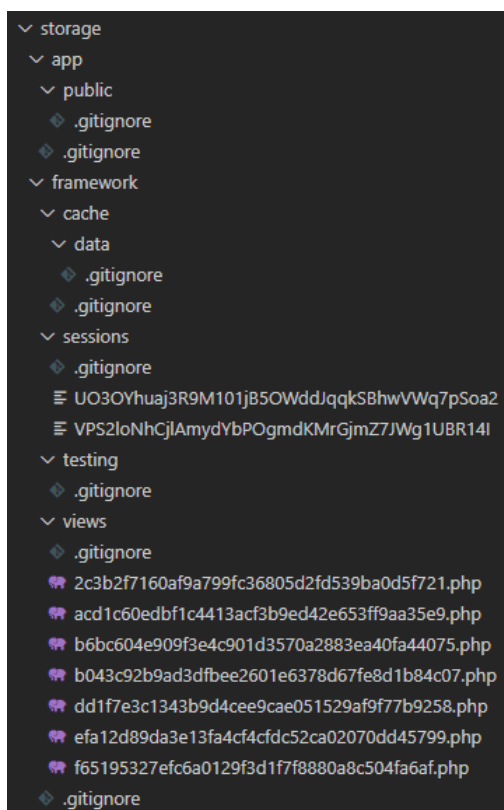 storage
app
public
.gitignore
.gitignore
framework
cache
data
.gitignore
.gitignore
sessions
.gitignore
UO3OYhuaj3R9M101jB5OWddJqqkSBhwVWq7pSoa2
VPS2loNhCjlAmydYbPOgmdKMrGjmZ7JWg1UBR14I
testing
.gitignore
views
.gitignore
2c3b2f7160af9a799fc36805d2fd539ba0d5f721.php
acd1c60edbf1c4413acf3b9ed42e653ff9aa35e9.php
b6bc604e909f3e4c901d3570a2883ea40fa44075.php
b043c92b9ad3dfbee2601e6378d67fe8d1b84c07.php
dd1f7e3c1343b9d4cee9cae051529af9f77b9258.php
efa12d89da3e13fa4cf4cfdc52ca02070dd45799.php
f65195327efc6a0129f3d1f7f8880a8c504fa6af.php
.gitignore